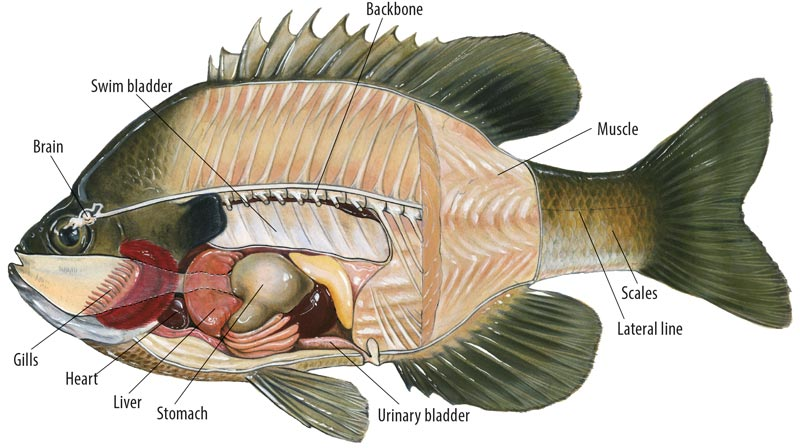 Backbone
Swim bladder
Muscle
Brain
Scales
Lateral line
Gills
Heart
Liver
Stomach
Urinary bladder